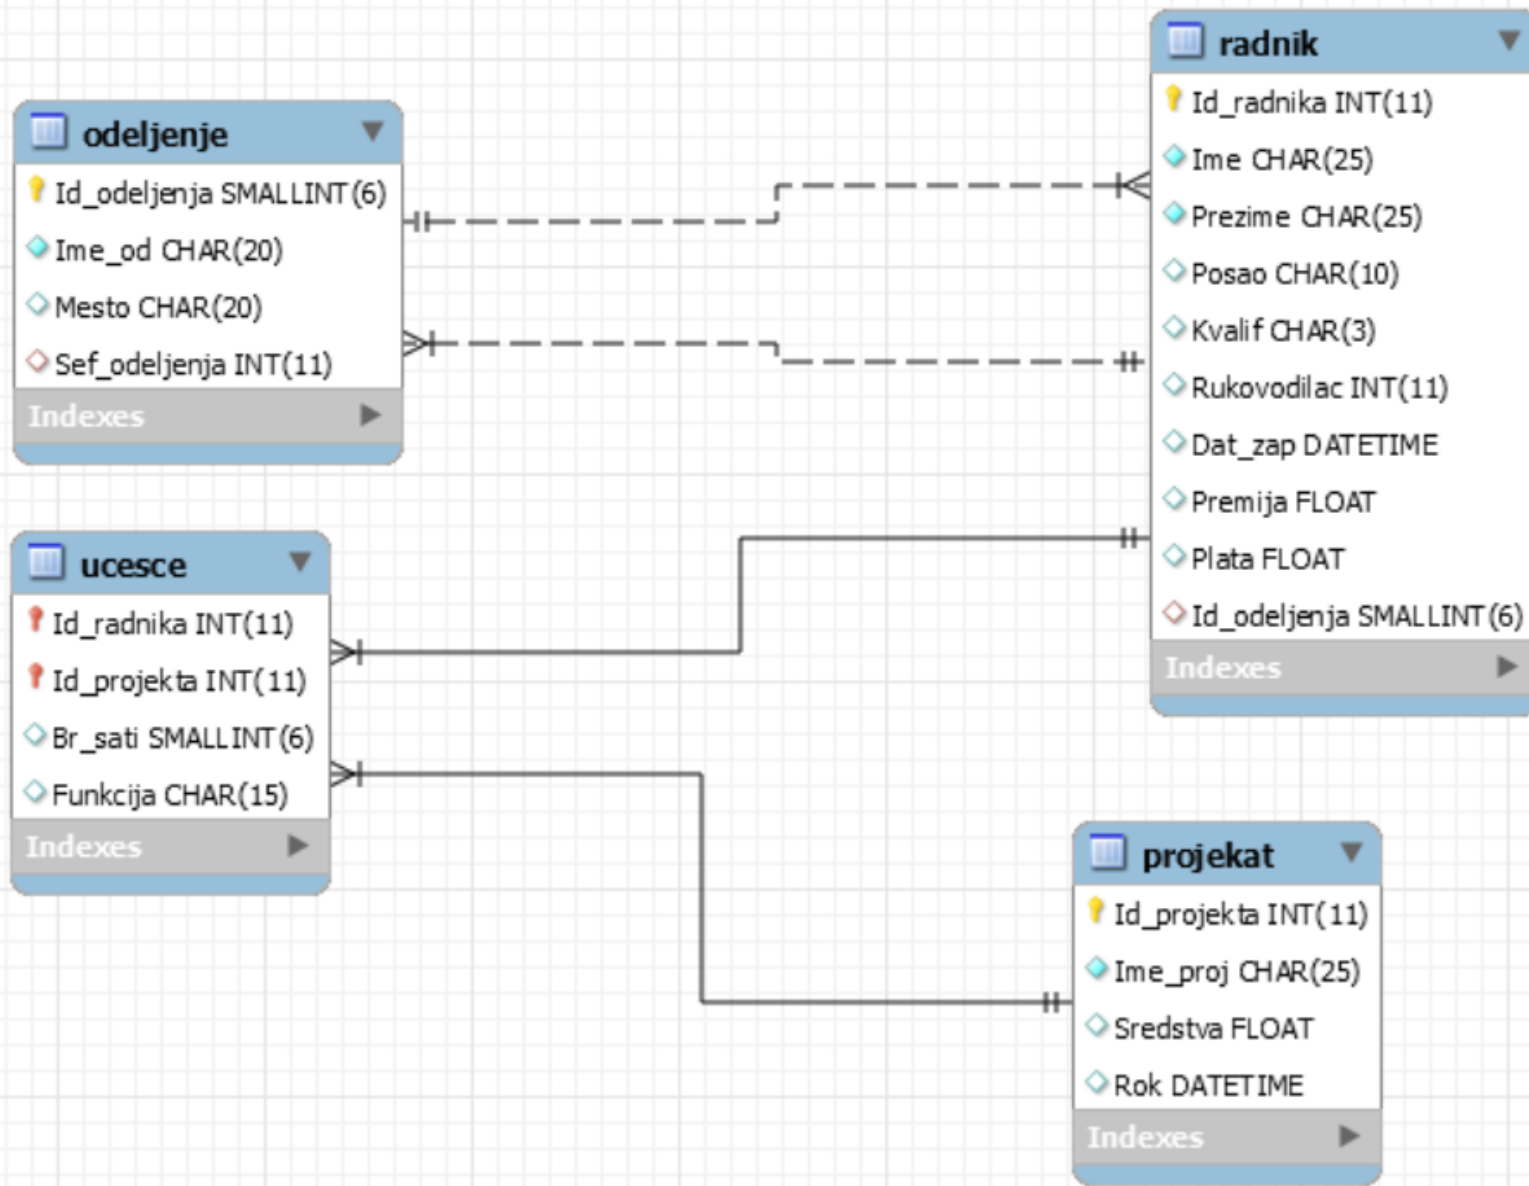 odeljenje
Id_odeljenja SMALLINT(6)
Ime_od CHAR(20)
Mesto CHAR(20)
Sef_odeljenja INT(11)
Indexes
radnik
Id_radnika INT(11)
Ime CHAR(25)
Prezime CHAR(25)
Posao CHAR(10)
Kvalif CHAR(3)
Rukovodilac INT(11)
Dat_zap DATETIME
Premija FLOAT
Plata FLOAT
Id_odeljenja SMALLINT(6)
Indexes
ucesce
Id_radnika INT(11)
Id_projekta INT(11)
Br_sati SMALLINT(6)
Funkcija CHAR(15)
Indexes
projekat
Id_projekta INT(11)
Ime_proj CHAR(25)
Sredstva FLOAT
Rok DATETIME
Indexes